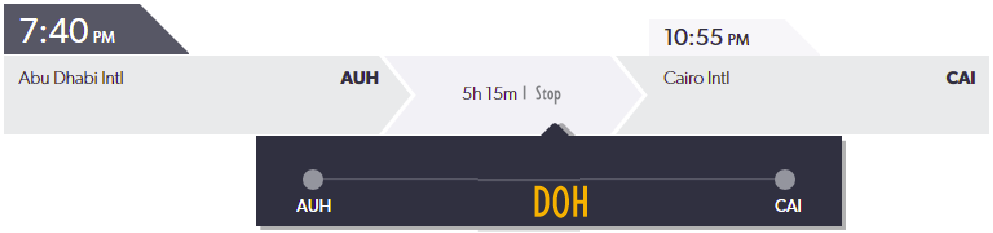 7:40 PM
10:55 PM
Abu Dhabi Intl AUH
5h 15m | Stop
Cairo Intl CAI
AUH DOH CAI